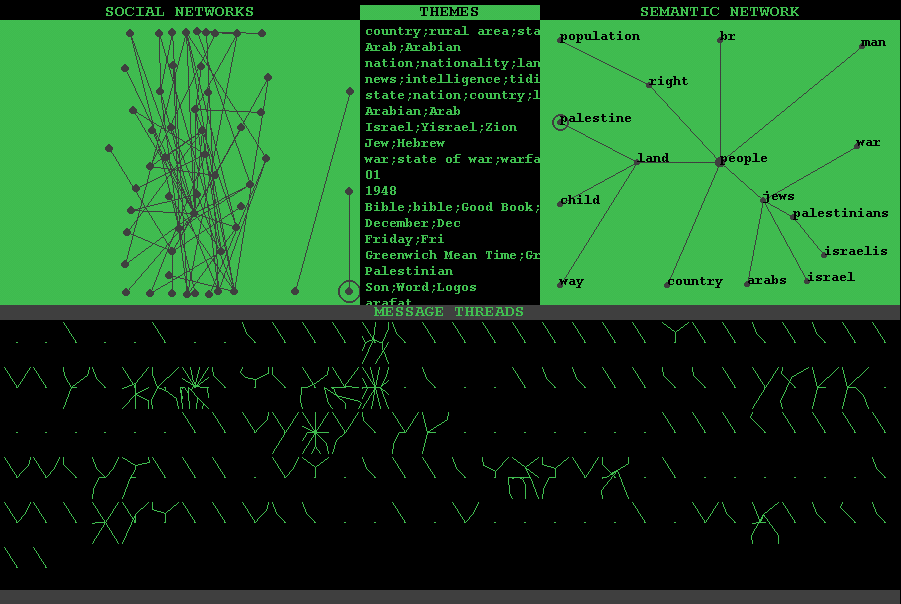 SOCIAL NETWORKS
THEMES
SEMANTIC NETWORK
country;rural area;sta
Arab;Arabian
nation;nationality;lan
news;intelligence;tidi
state;nation;country;l
Arabian;Arab
Israel;Yisrael;Zion
Jew;Hebrew
war;state of war;warfa
01
1948
Bible;bible;Good Book;
December;Dec
Friday;Fri
Greenwich Mean Time;Gr
Palestinian
Son;Word;Logos
arafat
population
br
man
right
palestine
war
land
people
child
jews
palestinians
israelis
way
country
arabs
israel
MESSAGE THREADS